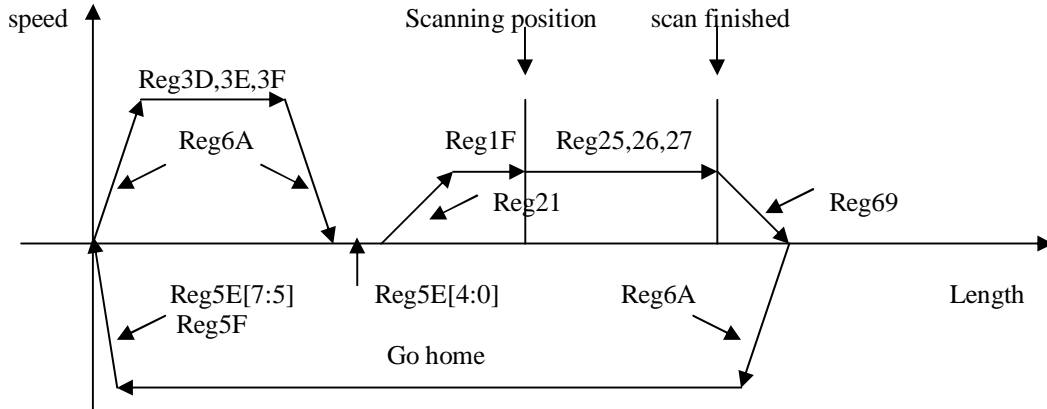 speed
Scanning position
scan finished
Reg3D,3E,3F
Reg6A
Reg1F
Reg25,26,27
Reg21
Reg69
Reg5E[7:5]
Reg5F
Reg5E[4:0]
Reg6A
Length
Go home